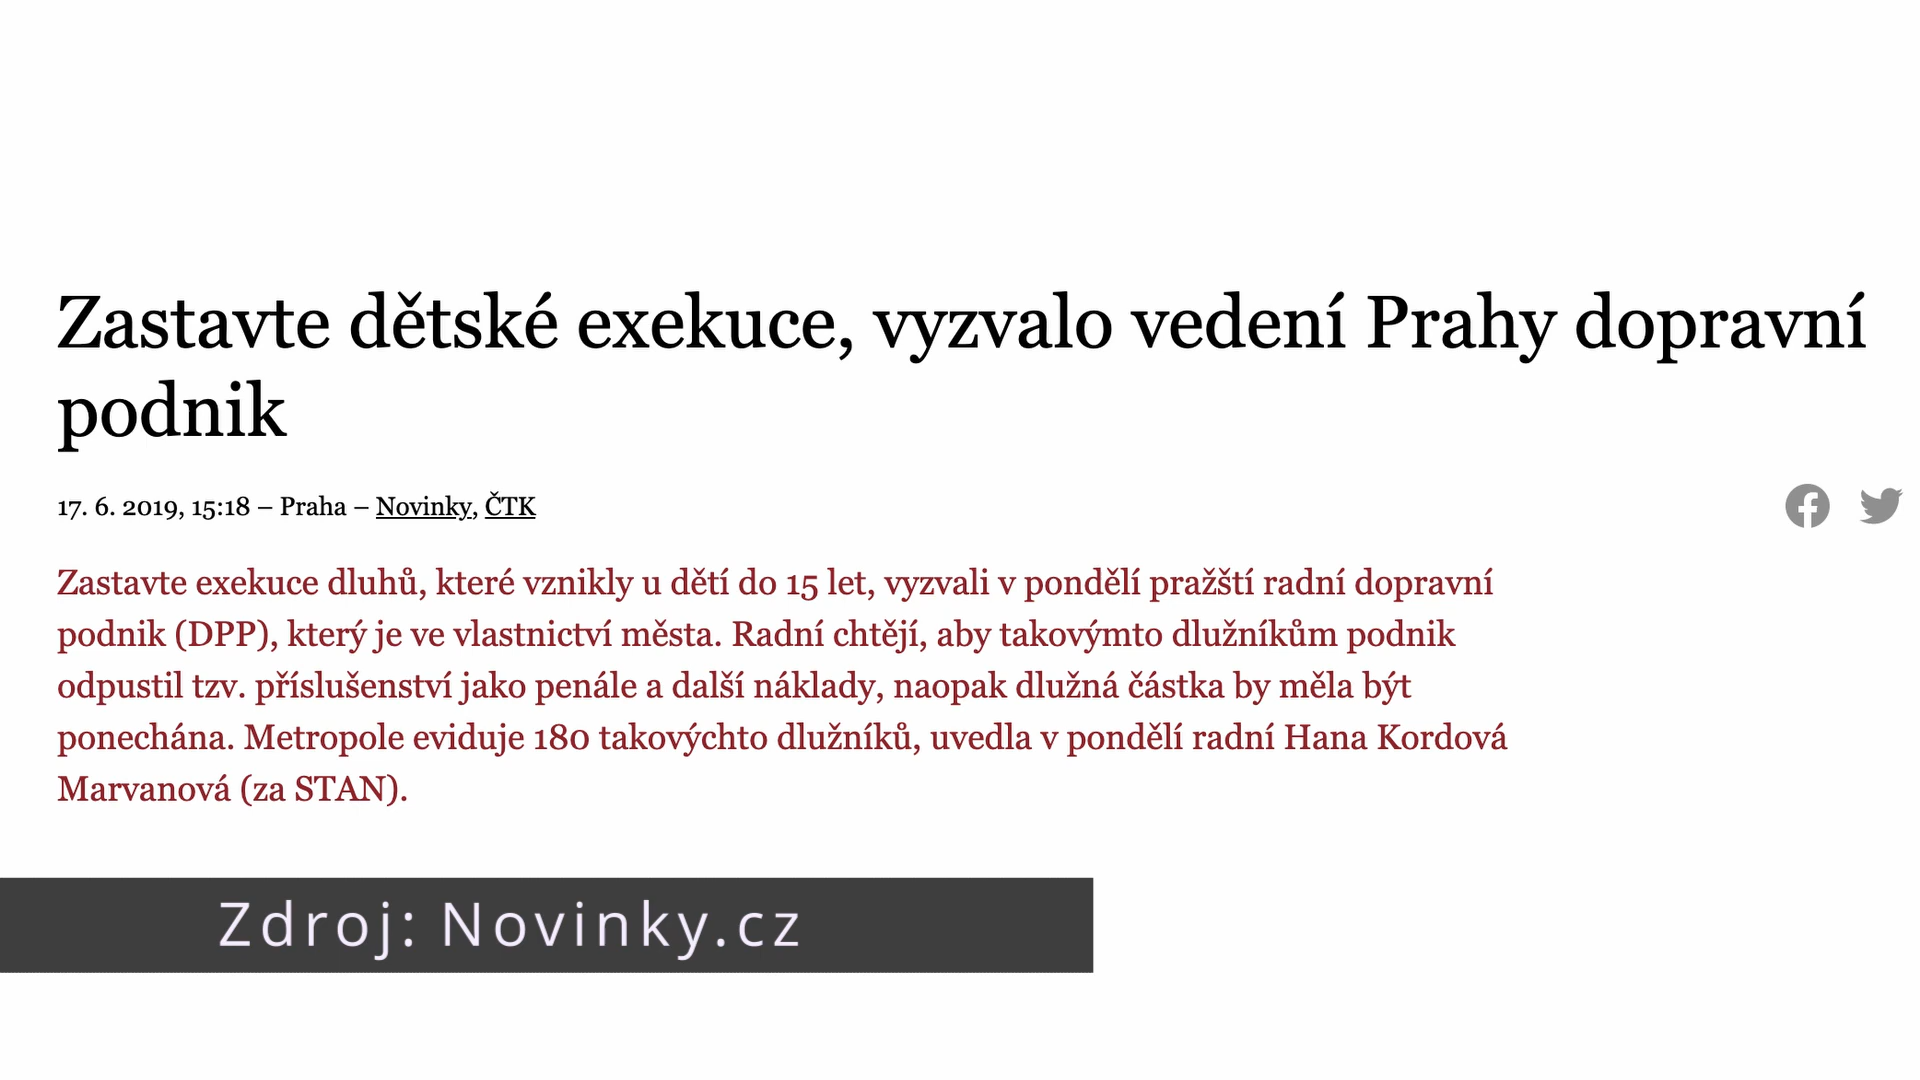 Zastavte dětské exekuce, vyzvalo vedení Prahy dopravní
podnik
17. 6. 2019, 15:18 – Praha – Novinky, ČTK
Zastavte exekuce dluhů, které vznikly u dětí do 15 let, vyzvali v pondělí pražští radní dopravní
podnik (DPP), který je ve vlastnictví města. Radní chtějí, aby takovýmto dlužníkům podnik
odpustil tzv. příslušenství jako penále a další náklady, naopak dlužná částka by měla být
ponechána. Metropole eviduje 180 takovýchto dlužníků, uvedla v pondělí radní Hana Kordová
Marvanová (za STAN).
Zdroj: Novinky.cz